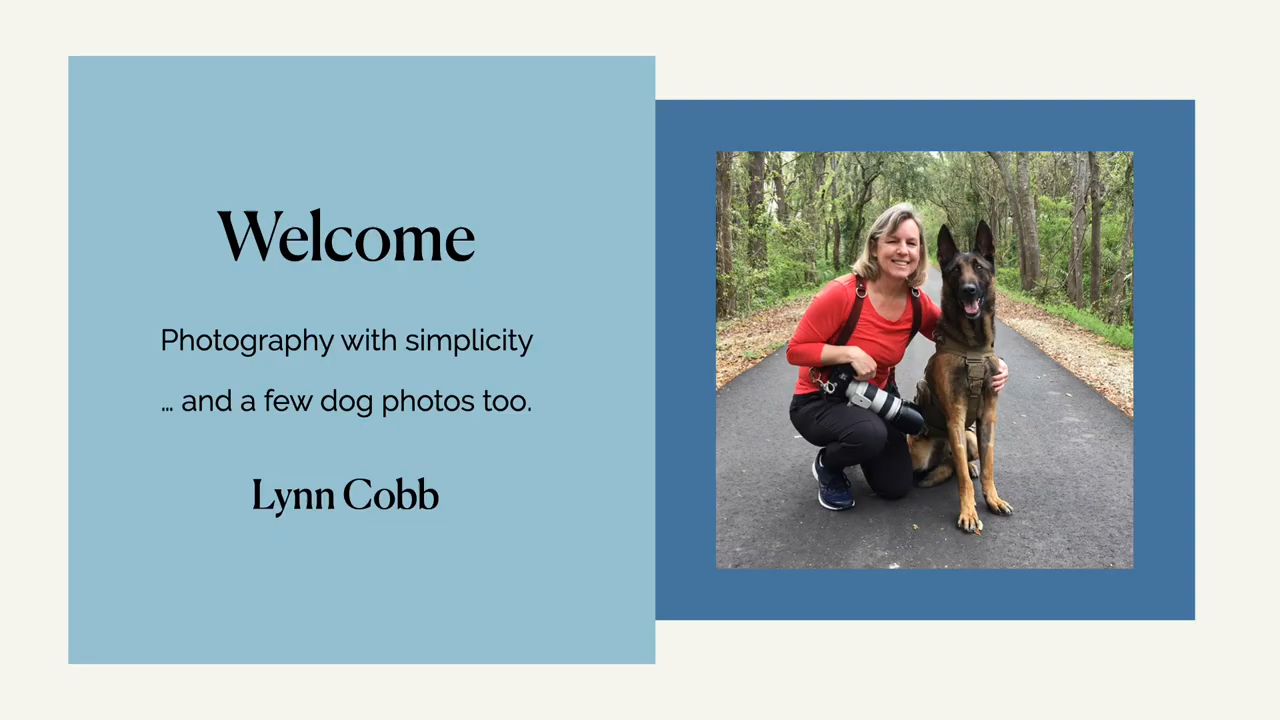 Welcome
Photography with simplicity
… and a few dog photos too.
Lynn Cobb